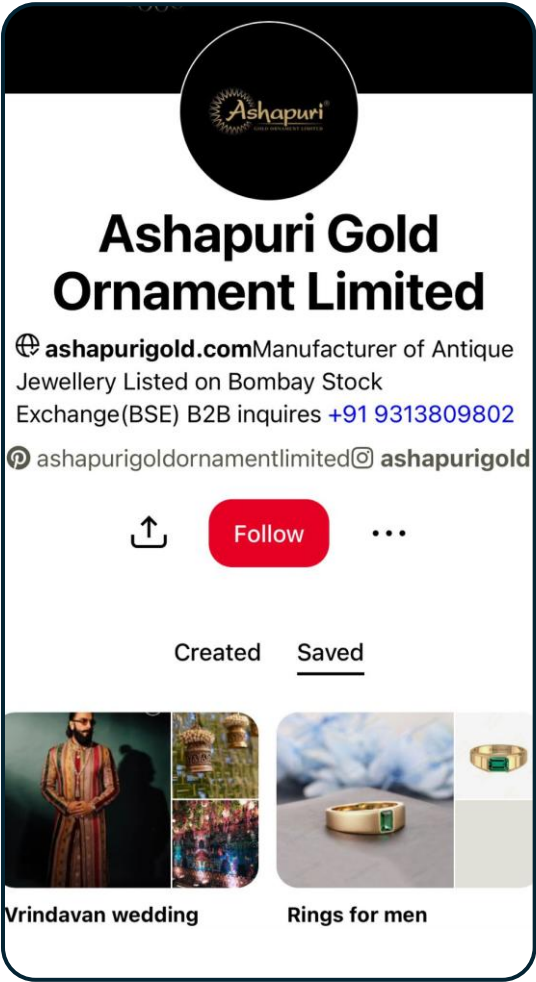 Ashapuri
GOLD ORNAMENT LIMITED
Ashapuri Gold
Ornament Limited
ashapurigold.comManufacturer of Antique
Jewellery Listed on Bombay Stock
Exchange(BSE) B2B inquires +91 9313809802
ashapurigoldornamentlimited ashapurigold
Follow
Created Saved
Vrindavan wedding Rings for men